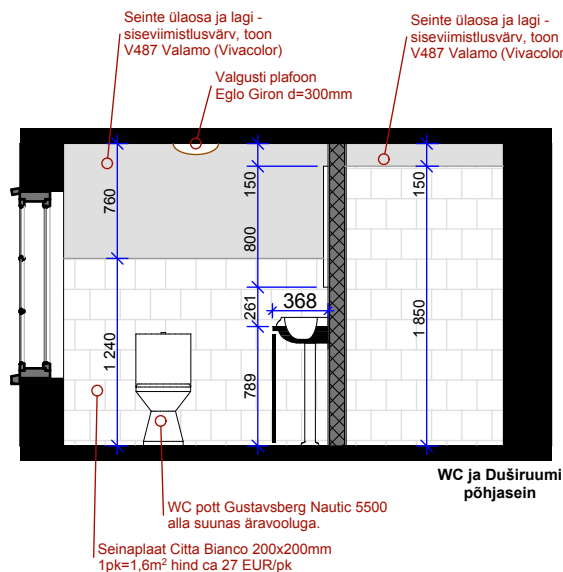 Seinte ülaosa ja lagi -
siseviimistlusvärv, toon
V487 Valamo (Vivacolor)
Seinte ülaosa ja lagi -
siseviimistlusvärv, toon
V487 Valamo (Vivacolor
Valgusti plafoon
Eglo Giron d=300mm
760
150
150
800
261
368
1 240
789
1 850
WC ja Duširuumi
põhjasein
WC pott Gustavsberg Nautic 5500
alla suunas äravooluga.
Seinaplaat Citta Bianco 200x200mm
1pk=1,6m² hind ca 27 EUR/pk